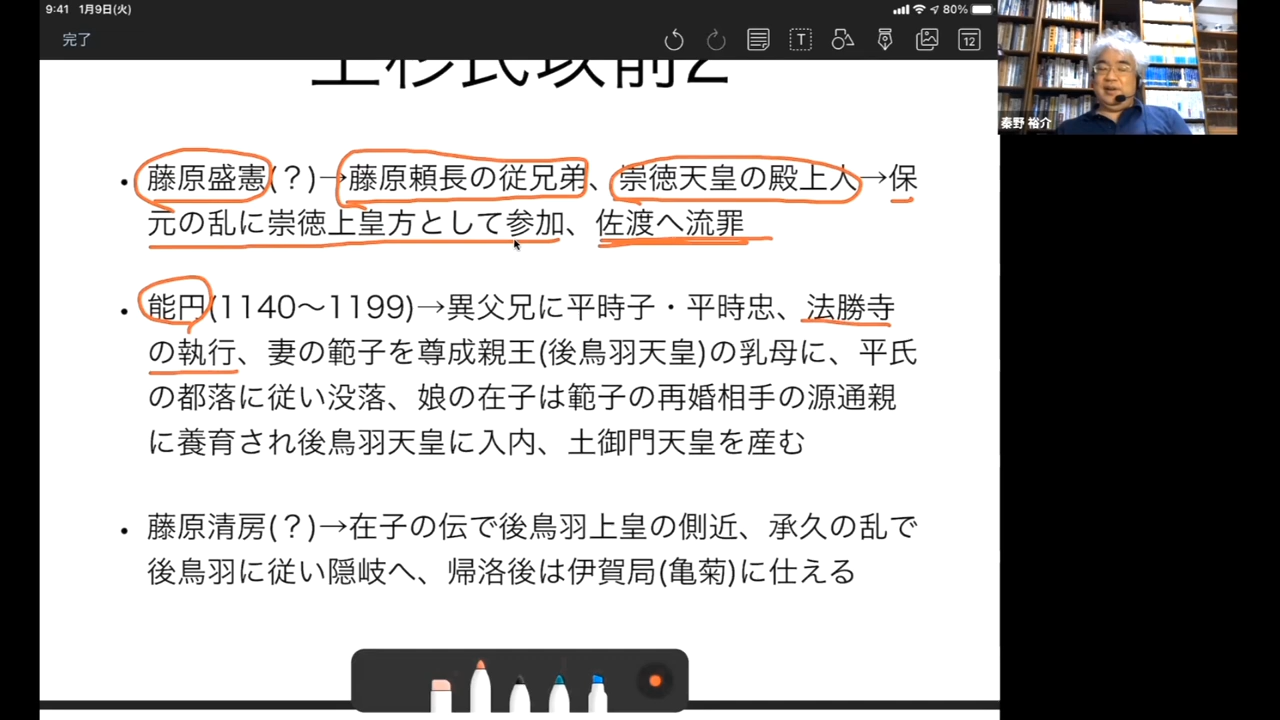 9:41 1月9日(火)
80%
完了
T
12
上杉氏以前2
秦野 裕介
• 藤原盛憲(？)→藤原頼長の従兄弟、崇徳天皇の殿上人→保
元の乱に崇徳上皇方として参加、佐渡へ流罪
• 能円(1140〜1199)→異父兄に平時子・平時忠、法勝寺
の執行、妻の範子を尊成親王(後鳥羽天皇)の乳母に、平氏
の都落に従い没落、娘の在子は範子の再婚相手の源通親
に養育され後鳥羽天皇に入内、土御門天皇を産む
• 藤原清房(？)→在子の伝で後鳥羽上皇の側近、承久の乱で
後鳥羽に従い隠岐へ、帰洛後は伊賀局(亀菊)に仕える